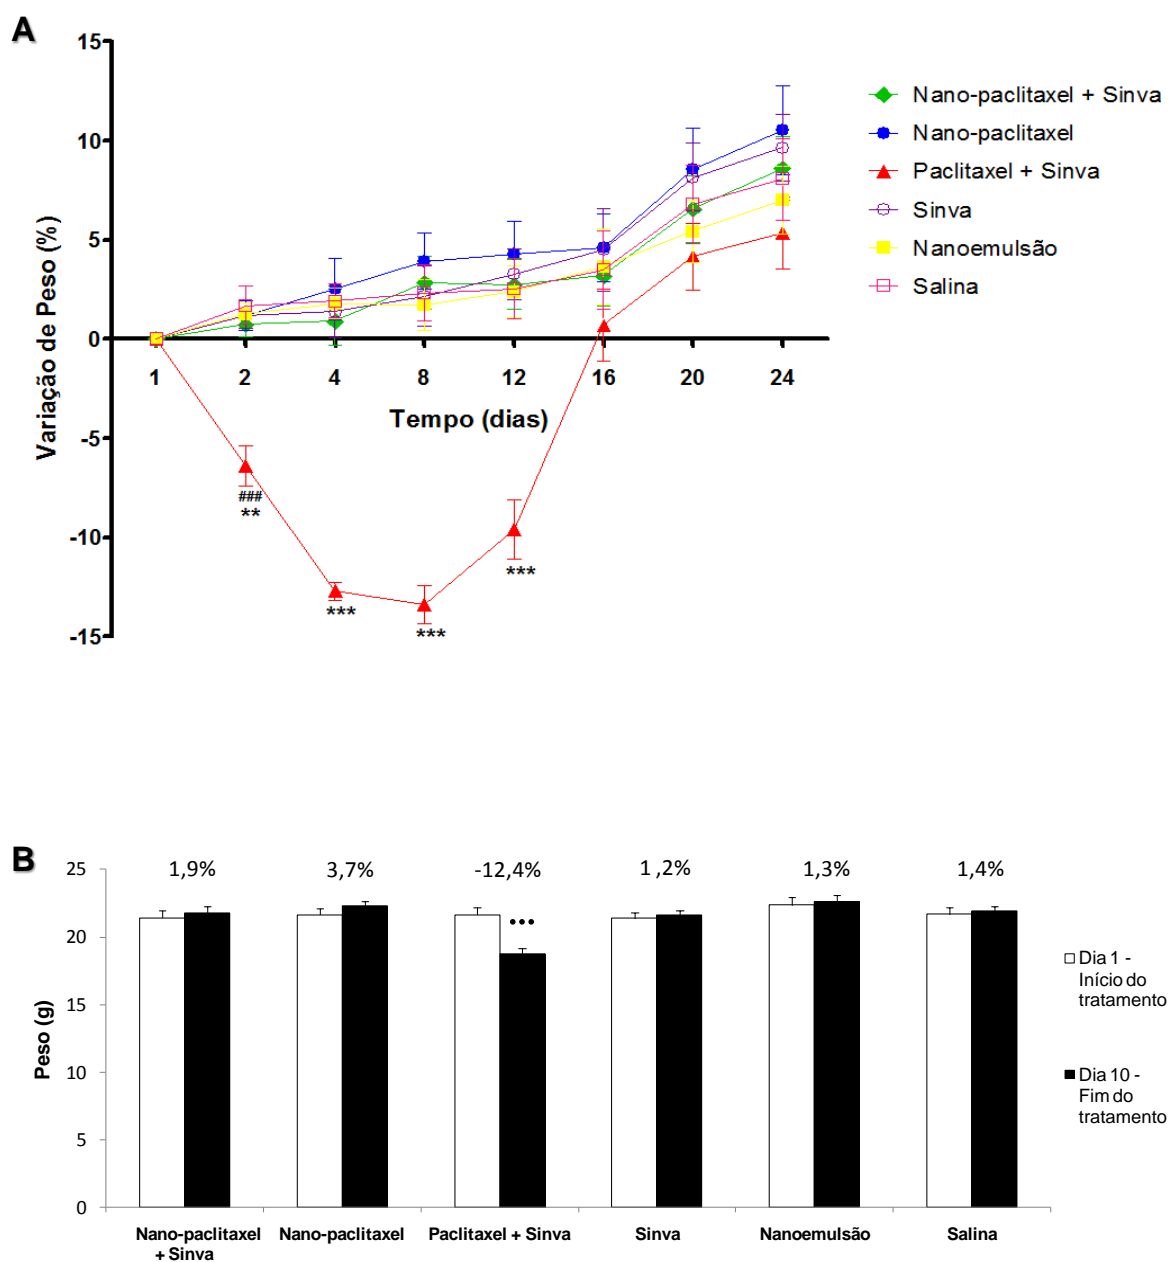 A
15
10
5
0
-5
-10
-15
Variação de Peso (%)
1 2 4 8 12 16 20 24
Tempo (dias)
###
**
***
***
***
Nano-paclitaxel + Sinva
Nano-paclitaxel
Paclitaxel + Sinva
Sinva
Nanoemulsão
Salina
B
25
20
15
10
5
0
Peso (g)
1,9% 3,7% -12,4% 1 ,2% 1,3% 1,4%
•••
Nano-paclitaxel
+ Sinva
Nano-paclitaxel
Paclitaxel + Sinva
Sinva
Nanoemulsão
Salina
Dia 1 -
Início do
tratamento
Dia 10 -
Fim do
tratamento